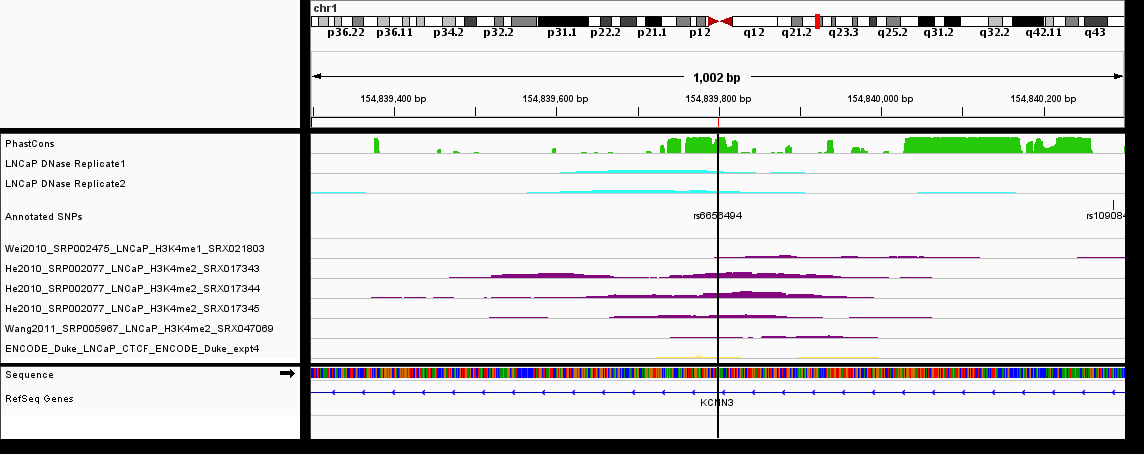 chr1
p36.22 p36.11 p34.2 p32.2 p31.1 p22.2 p21.1 p12 q12 q21.2 q23.3 q25.2 q31.2 q32.2 q42.11 q43
1,002 bp
154,839,400 bp 154,839,600 bp 154,839,800 bp 154,840,000 bp 154,840,200 bp
PhastCons
LNCaP DNase Replicate1
LNCaP DNase Replicate2
Annotated SNPs rs6656494 rs109084
Wei2010_SRP002475_LNCaP_H3K4me1_SRX021803
He2010_SRP002077_LNCaP_H3K4me2_SRX017343
He2010_SRP002077_LNCaP_H3K4me2_SRX017344
He2010_SRP002077_LNCaP_H3K4me2_SRX017345
Wang2011_SRP005967_LNCaP_H3K4me2_SRX047069
ENCODE_Duke_LNCaP_CTCF_ENCODE_Duke_expt4
Sequence
RefSeq Genes
KCNN3